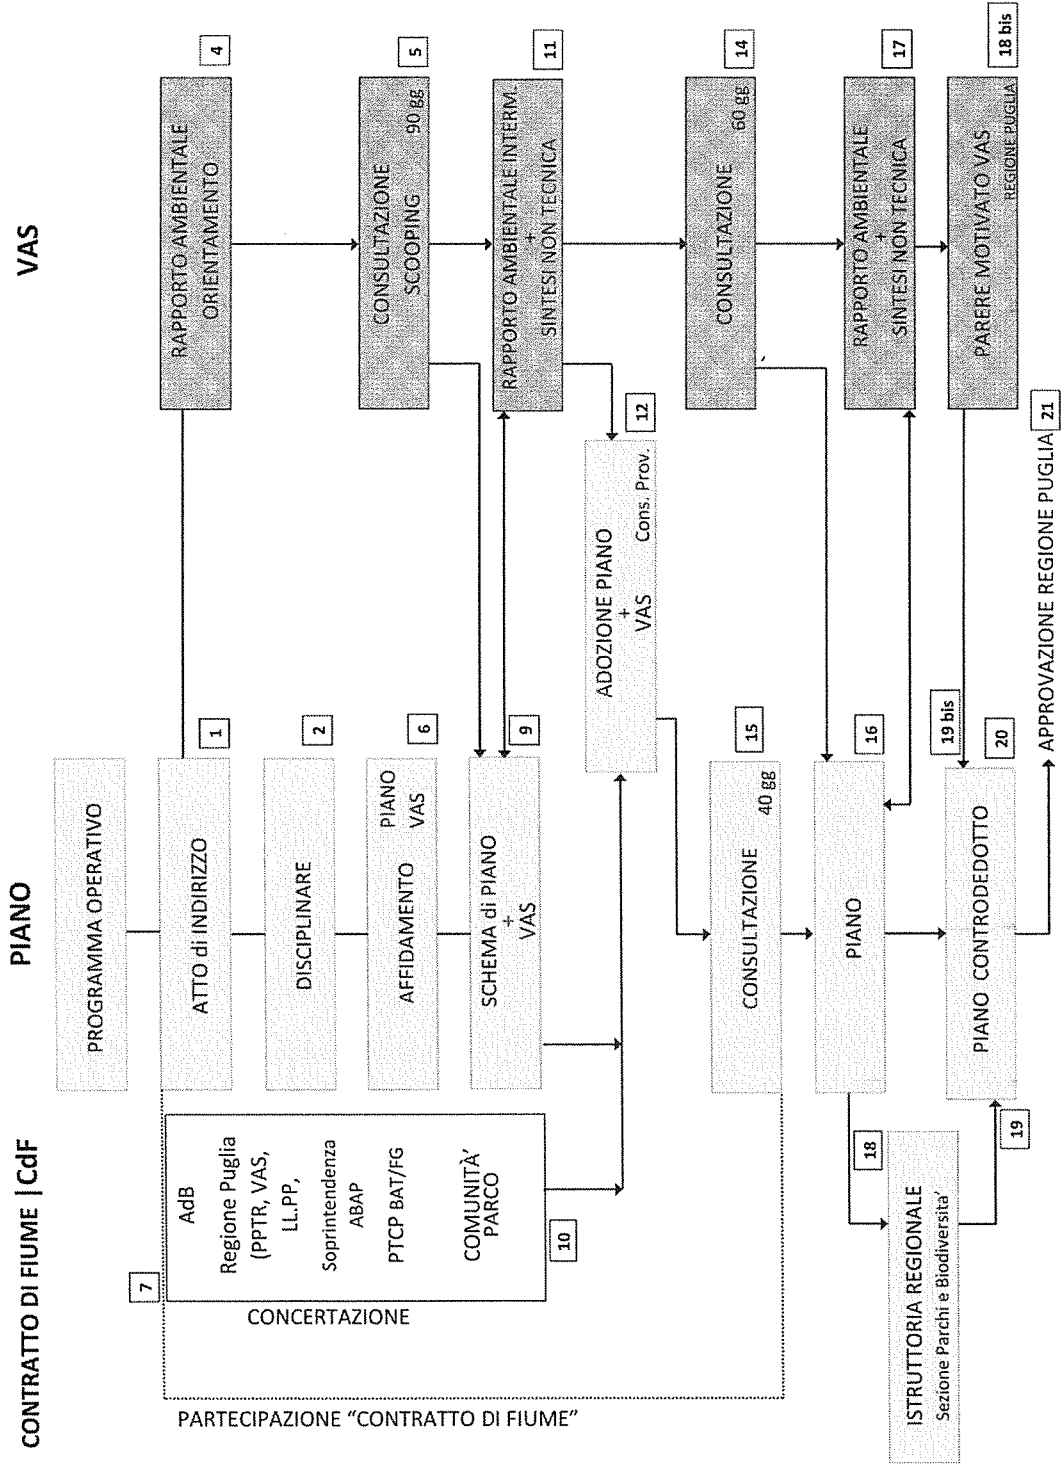 CONTRATTO DI FIUME | CdF
PIANO
VAS
PROGRAMMA OPERATIVO
ATTO di INDIRIZZO
1
RAPPORTO AMBIENTALE
ORIENTAMENTO
4
DISCIPLINARE
2
AFFIDAMENTO
PIANO
VAS
6
CONSULTAZIONE
SCOOPING
90 gg
5
7
AdB
Regione Puglia
(PPTR, VAS,
LL.PP,
Soprintendenza
ABAP
PTCP BAT/FG
COMUNITÀ'
PARCO
10
CONCERTAZIONE
PARTECIPAZIONE "CONTRATTO DI FIUME"
SCHEMA di PIANO
+
VAS
9
RAPPORTO AMBIENTALE INTERM.
+
SINTESI NON TECNICA
11
ADOZIONE PIANO
+
VAS
Cons. Prov.
12
CONSULTAZIONE
40 gg
15
CONSULTAZIONE
60 gg
14
PIANO
16
RAPPORTO AMBIENTALE
+
SINTESI NON TECNICA
17
18
ISTRUTTORIA REGIONALE
Sezione Parchi e Biodiversita'
19
PIANO CONTRODEDOTTO
20
19 bis
PARERE MOTIVATO VAS
REGIONE PUGLIA
18 bis
APPROVAZIONE REGIONE PUGLIA
21